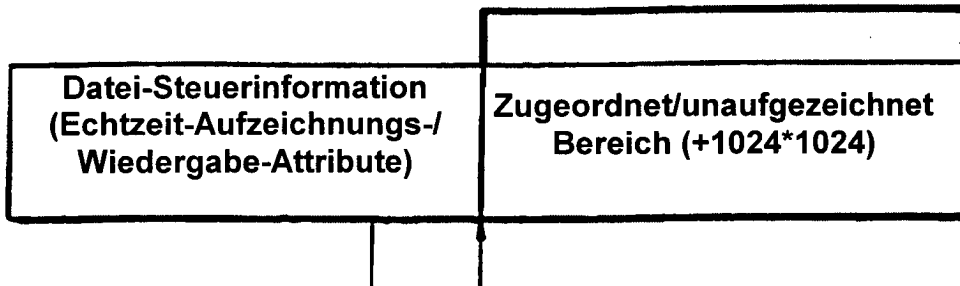 Datei-Steuerinformation
(Echtzeit-Aufzeichnungs-/
Wiedergabe-Attribute)
Zugeordnet/unaufgezeichnet
Bereich (+1024*1024)